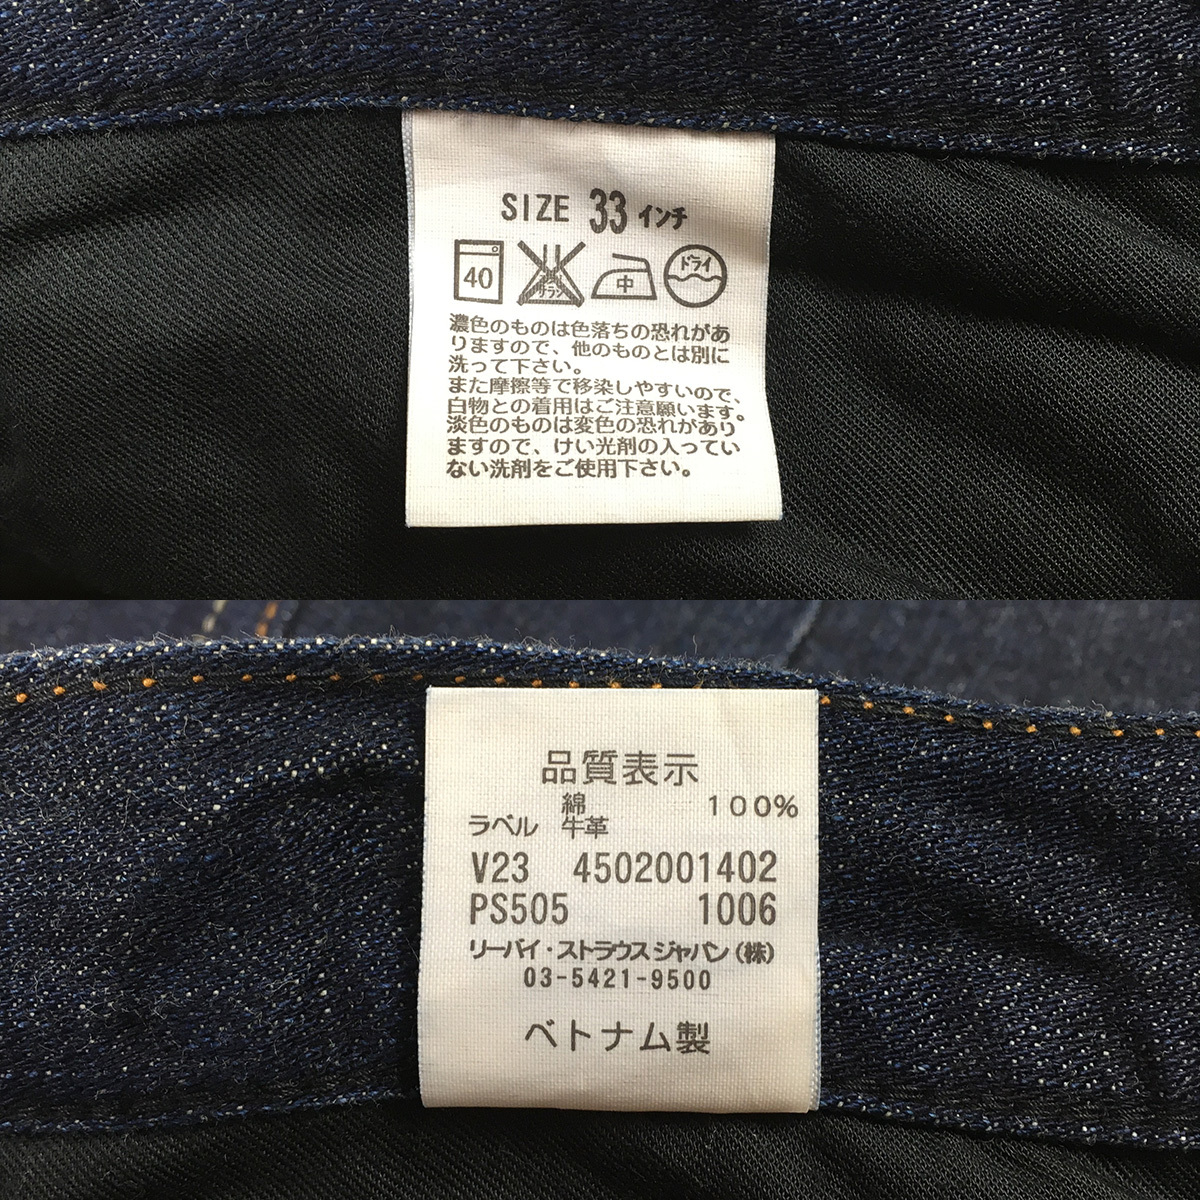 SIZE 33 インチ
40 中 ドライ
濃色のものは色落ちの恐れがあ
りますので、他のものとは別に
洗って下さい。
また摩擦等で移染しやすいので、
白物との着用はご注意願います。
淡色のものは変色の恐れがあり
ますので、けい光剤の入ってい
ない洗剤をご使用下さい。
品質表示
綿 100%
ラベル 牛革
V23 4502001402
PS505 1006
リーバイ・ストラウス ジャパン(株)
03-5421-9500
ベトナム製